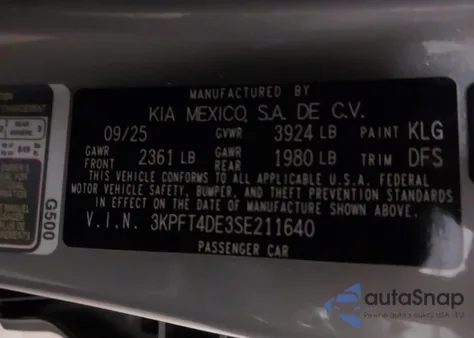 MANUFACTURED BY
KIA MEXICO, S.A. DE C.V.
09/25 GVWR 3924 LB PAINT KLG
GAWR FRONT 2361 LB GAWR REAR 1980 LB TRIM DFS
THIS VEHICLE CONFORMS TO ALL APPLICABLE U.S.A. FEDERAL
MOTOR VEHICLE SAFETY, BUMPER, AND THEFT PREVENTION STANDARDS
IN EFFECT ON THE DATE OF MANUFACTURE SHOWN ABOVE.
V.I.N. 3KPFT4DE3SE211640
PASSENGER CAR
G500
autoSnap